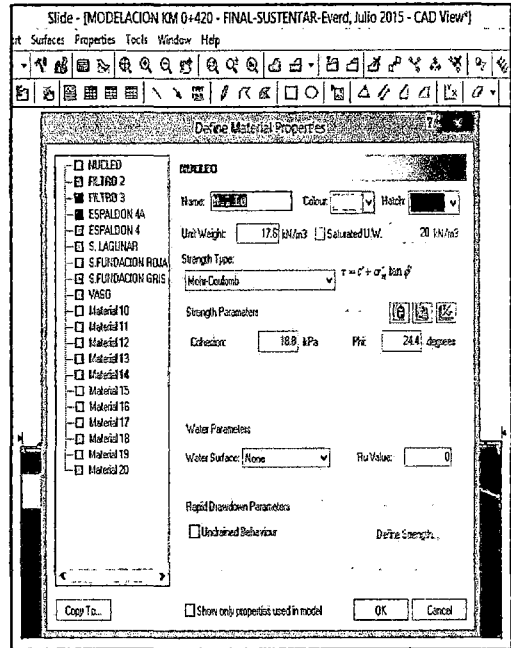 Slide - [MODELACION KM 0+420 - FINAL-SUSTENTAR-Everd, Julio 2015 - CAD View*]
rt Surfaces Properties Tools Window Help
Define Material Properties
NUCLEO
FILTRO 2
FILTRO 3
ESPALDON 4A
ESPALDON 4
S. LAGUNAR
S.FUNDACION ROJA
S.FUNDACION GRIS
VASO
Material 10
Material 11
Material 12
Material 13
Material 14
Material 15
Material 16
Material 17
Material 18
Material 19
Material 20
NUCLEO
Name: Colour: Hatch:
Unit Weight: 17.6 kN/m3 Saturated U.W. 20 kN/m3
Strength Type:
Mohr-Coulomb
τ = c' + σ'n tan φ'
Strength Parameters
Cohesion: 18.8 kPa Phi: 24.4 degrees
Water Parameters
Water Surface: None Ru Value: 0
Rapid Drawdown Parameters
Undrained Behaviour Define Strength...
Copy To... Show only properties used in model OK Cancel